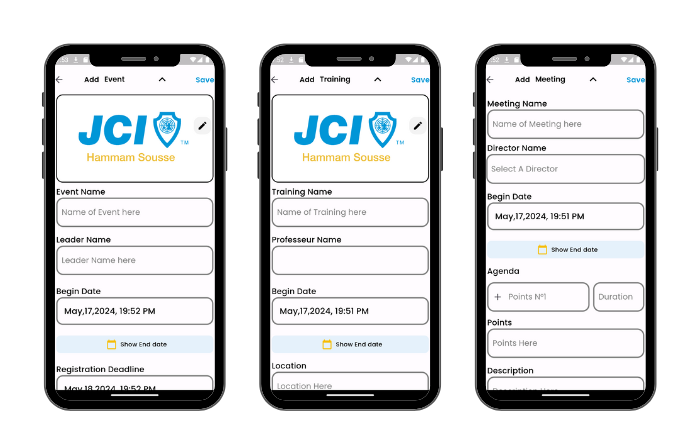 Add Event
Save
JCI
TM
Hammam Sousse
Event Name
Name of Event here
Leader Name
Leader Name here
Begin Date
May,17,2024, 19:52 PM
Show End date
Registration Deadline
May,18,2024, 19:52 PM
Add Training
Save
JCI
TM
Hammam Sousse
Training Name
Name of Training here
Professeur Name
Begin Date
May,17,2024, 19:51 PM
Show End date
Location
Location Here
Add Meeting
Save
Meeting Name
Name of Meeting here
Director Name
Select A Director
Begin Date
May,17,2024, 19:51 PM
Show End date
Agenda
+ Points N°1
Duration
Points
Points Here
Description
Description Here